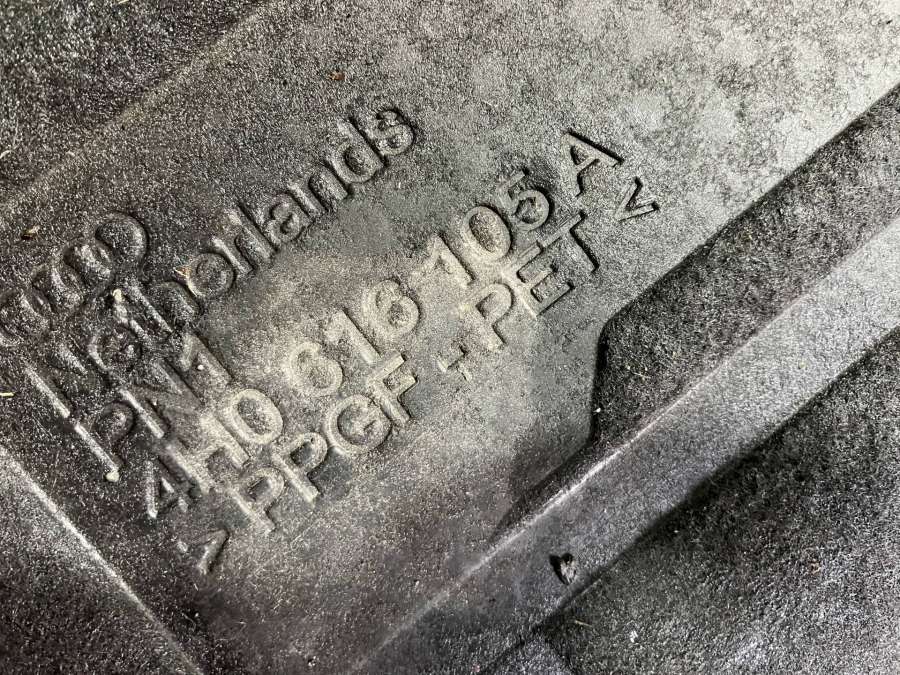 Netherlands
PN1
4H0 616 105 A
> PPGF - PET <